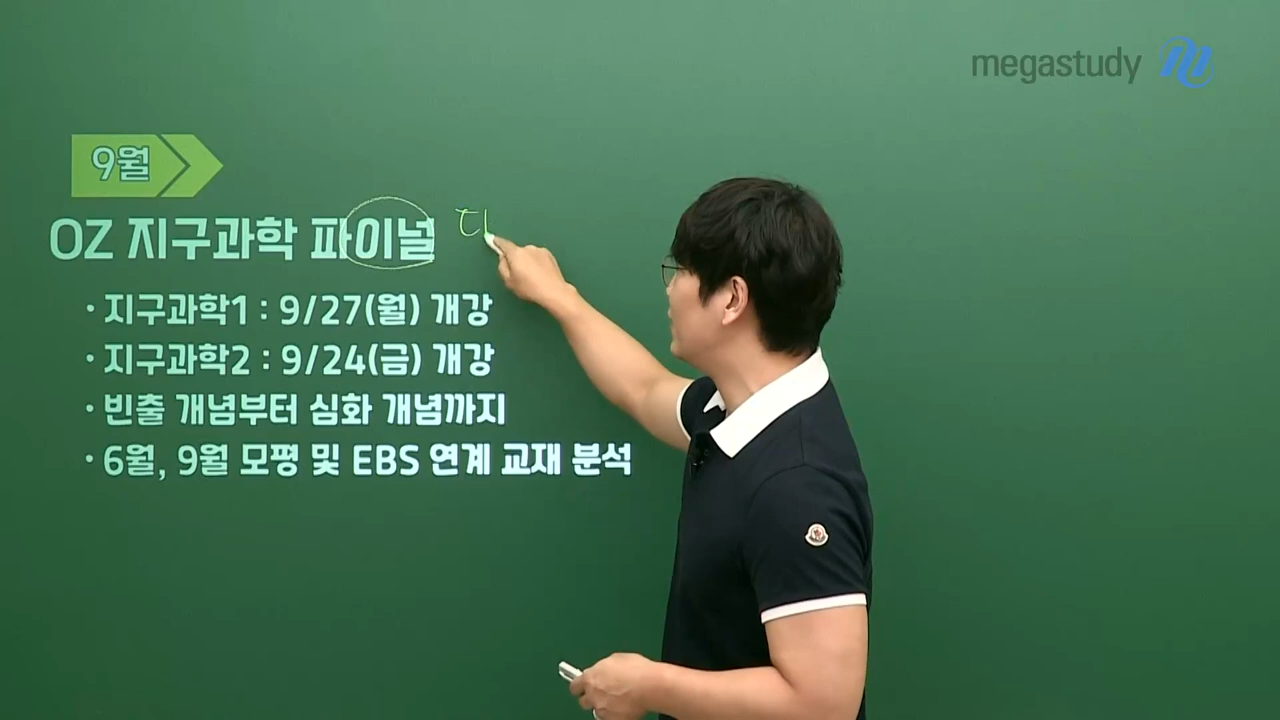 megastudy
9월
OZ 지구과학 파이널
· 지구과학1 : 9/27(월) 개강
· 지구과학2 : 9/24(금) 개강
· 빈출 개념부터 심화 개념까지
· 6월, 9월 모평 및 EBS 연계 교재 분석